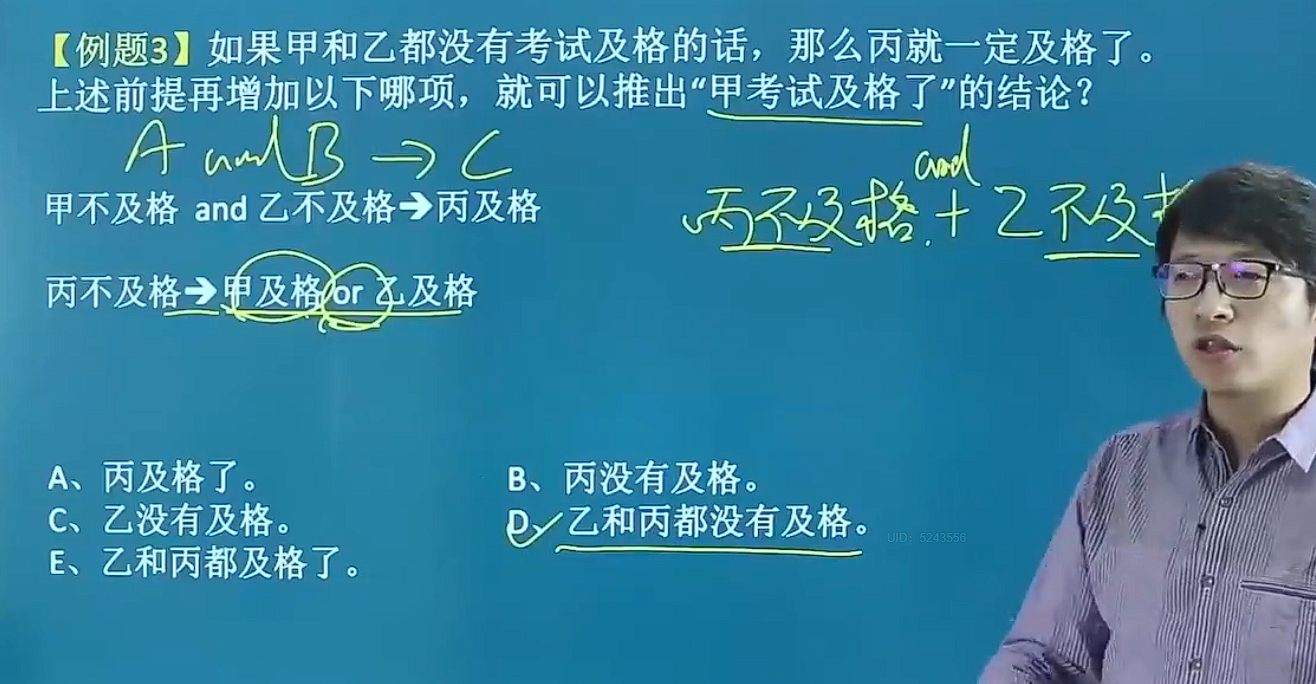 【例题3】如果甲和乙都没有考试及格的话，那么丙就一定及格了。
上述前提再增加以下哪项，就可以推出“甲考试及格了”的结论？
A and B → C
甲不及格 and 乙不及格→丙及格
and
丙不及格 + 乙不及
丙不及格→甲及格 or 乙及格
A、丙及格了。
B、丙没有及格。
C、乙没有及格。
D、乙和丙都没有及格。
E、乙和丙都及格了。
UID：5243556